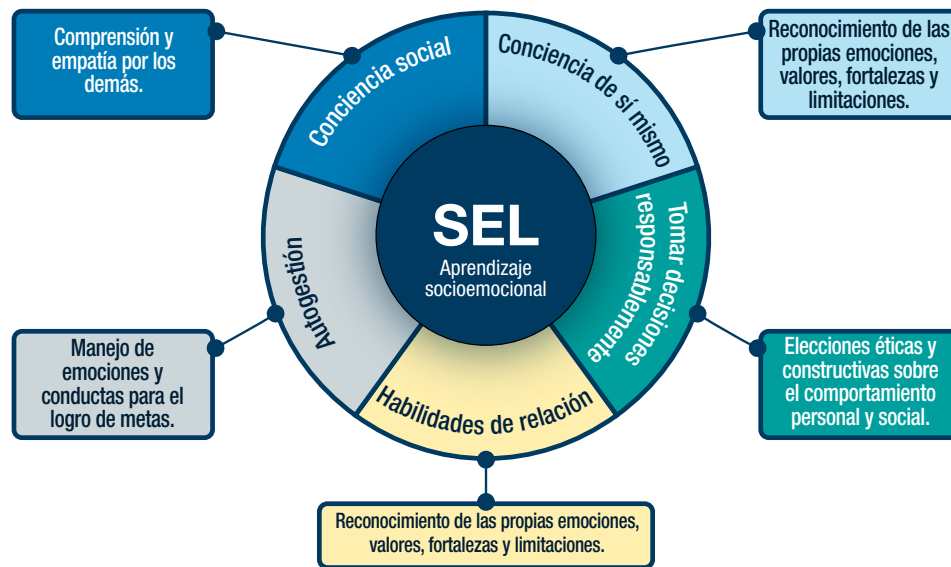 Comprensión y
empatía por los
demás.
Conciencia social
Conciencia de sí mismo
Reconocimiento de las
propias emociones,
valores, fortalezas y
limitaciones.
SEL
Aprendizaje
socioemocional
Autogestión
Tomar decisiones
responsablemente
Habilidades de relación
Manejo de
emociones y
conductas para el
logro de metas.
Elecciones éticas y
constructivas sobre
el comportamiento
personal y social.
Reconocimiento de las propias emociones,
valores, fortalezas y limitaciones.